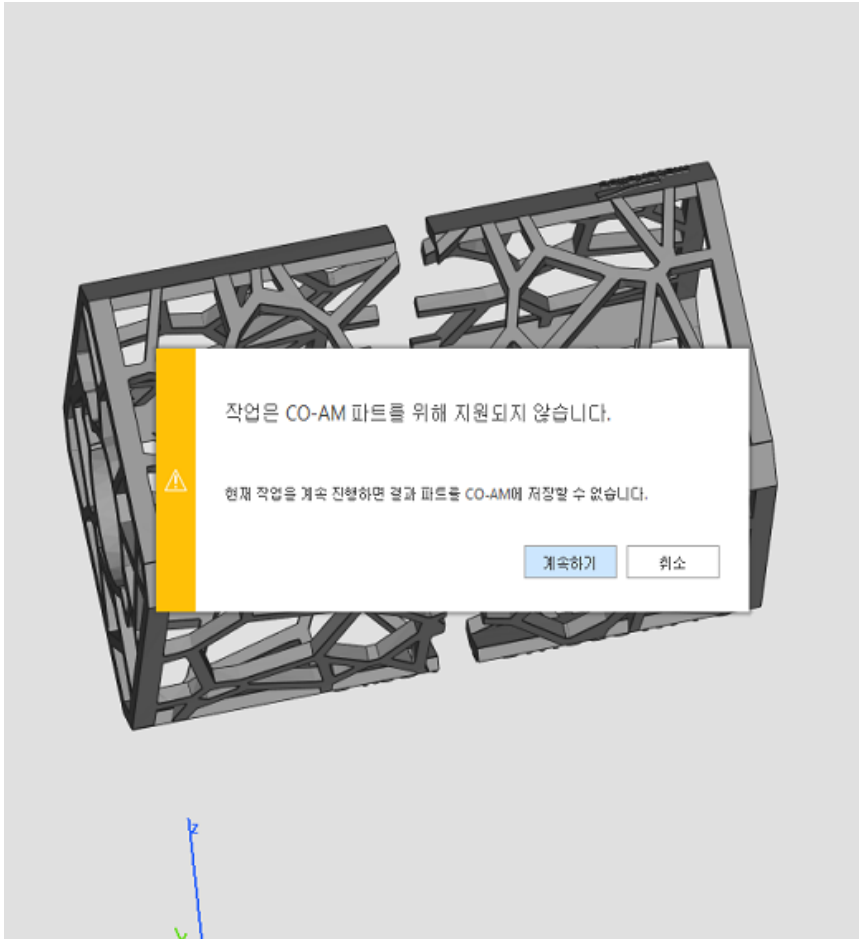 작업은 CO-AM 파트를 위해 지원되지 않습니다.
현재 작업을 계속 진행하면 결과 파트를 CO-AM에 저장할 수 없습니다.
계속하기
취소
z
y